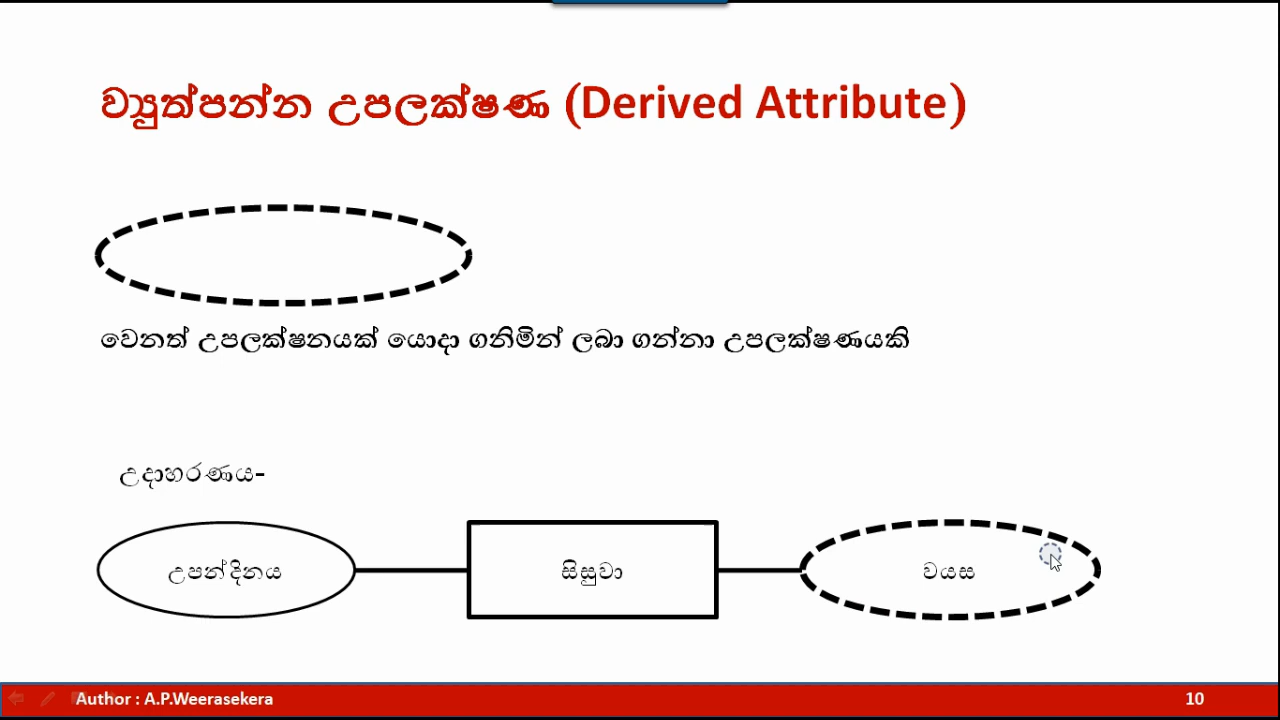 ව්‍යුත්පන්න උපලක්ෂණ (Derived Attribute)
වෙනත් උපලක්ෂනයක් යොදා ගනිමින් ලබා ගන්නා උපලක්ෂණයකි
උදාහරණය-
උපන්දිනය
සිසුවා
වයස
Author : A.P.Weerasekera
10